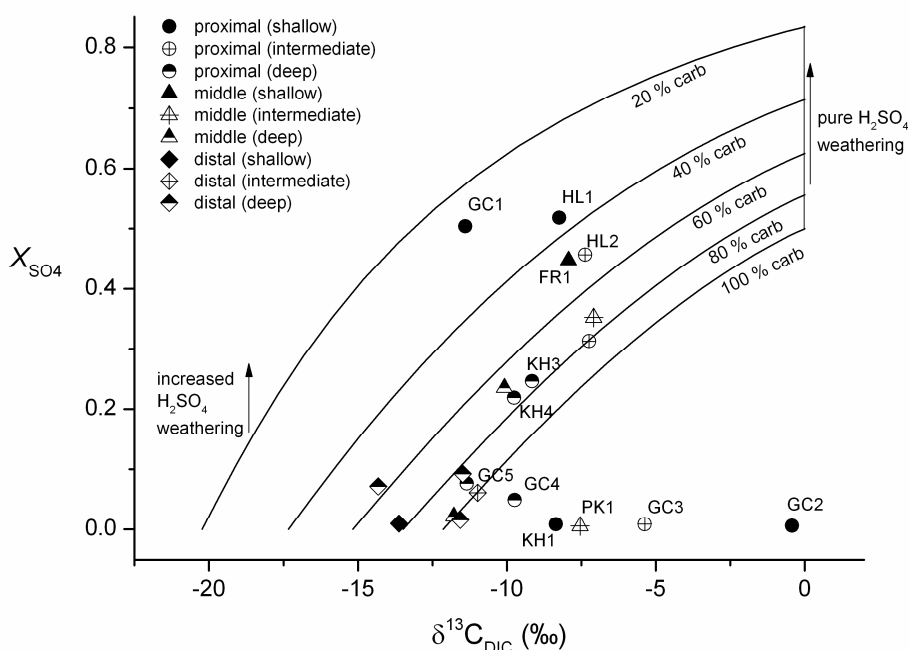 proximal (shallow)
proximal (intermediate)
proximal (deep)
middle (shallow)
middle (intermediate)
middle (deep)
distal (shallow)
distal (intermediate)
distal (deep)
20 % carb
40 % carb
60 % carb
80 % carb
100 % carb
pure H₂SO₄
weathering
increased
H₂SO₄
weathering
GC1
HL1
HL2
FR1
KH3
KH4
GC5
GC4
KH1
PK1
GC3
GC2
X_SO4
0.8
0.6
0.4
0.2
0.0
-20
-15
-10
-5
0
δ¹³C_DIC (‰)